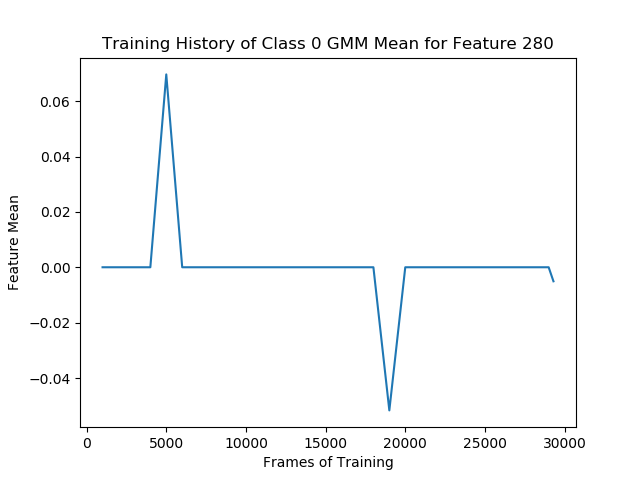 Training History of Class 0 GMM Mean for Feature 280
0.06
0.04
0.02
0.00
−0.02
−0.04
Feature Mean
0 5000 10000 15000 20000 25000 30000
Frames of Training